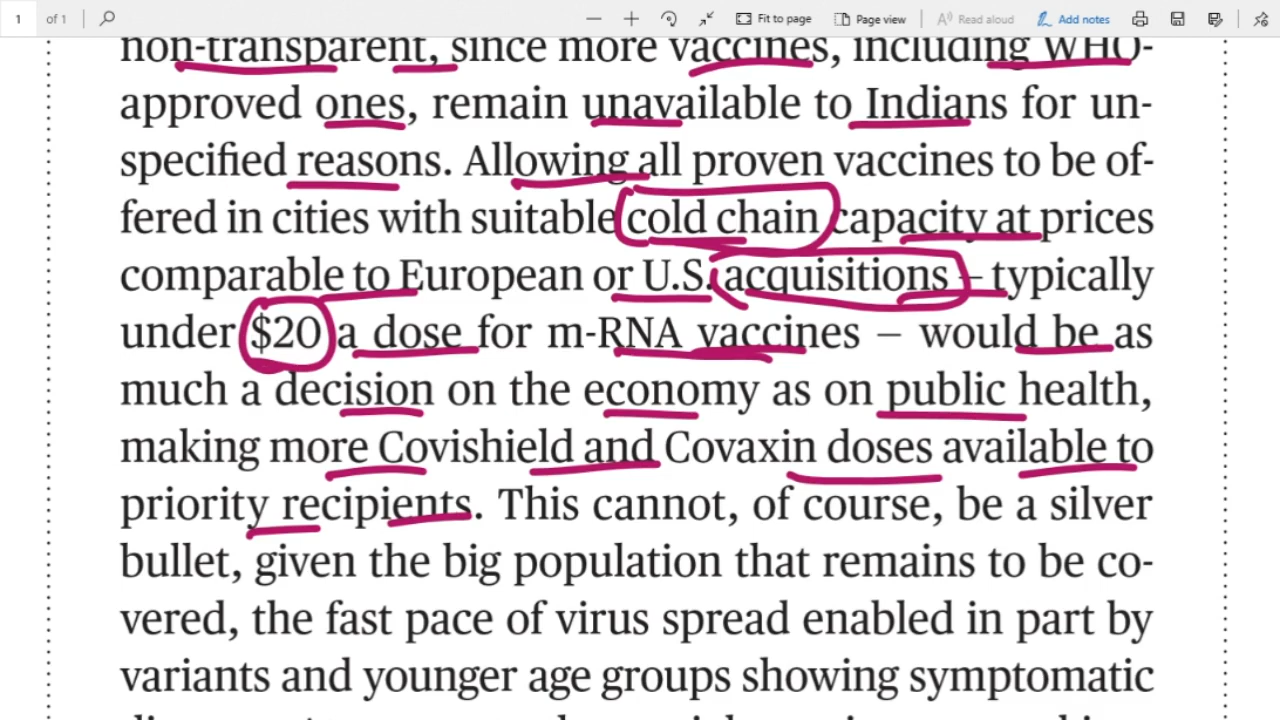 1 of 1 Fit to page Page view Read aloud Add notes
non-transparent, since more vaccines, including WHO-
approved ones, remain unavailable to Indians for un-
specified reasons. Allowing all proven vaccines to be of-
fered in cities with suitable cold chain capacity at prices
comparable to European or U.S. acquisitions – typically
under $20 a dose for m-RNA vaccines – would be as
much a decision on the economy as on public health,
making more Covishield and Covaxin doses available to
priority recipients. This cannot, of course, be a silver
bullet, given the big population that remains to be co-
vered, the fast pace of virus spread enabled in part by
variants and younger age groups showing symptomatic